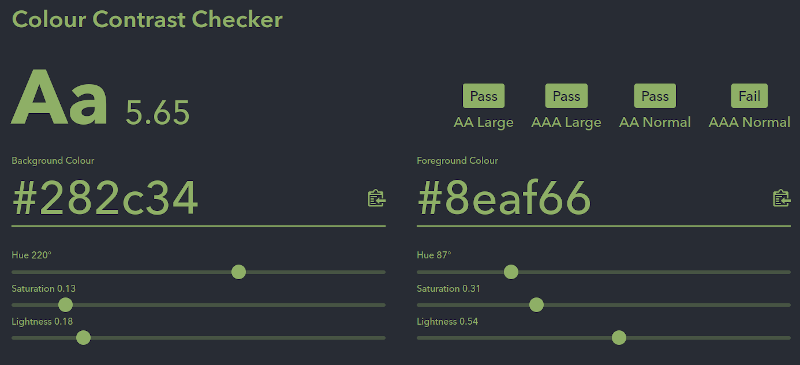 Colour Contrast Checker
Aa 5.65
Pass Pass Pass Fail
AA Large AAA Large AA Normal AAA Normal
Background Colour
#282c34
Hue 220°
Saturation 0.13
Lightness 0.18
Foreground Colour
#8eaf66
Hue 87°
Saturation 0.31
Lightness 0.54